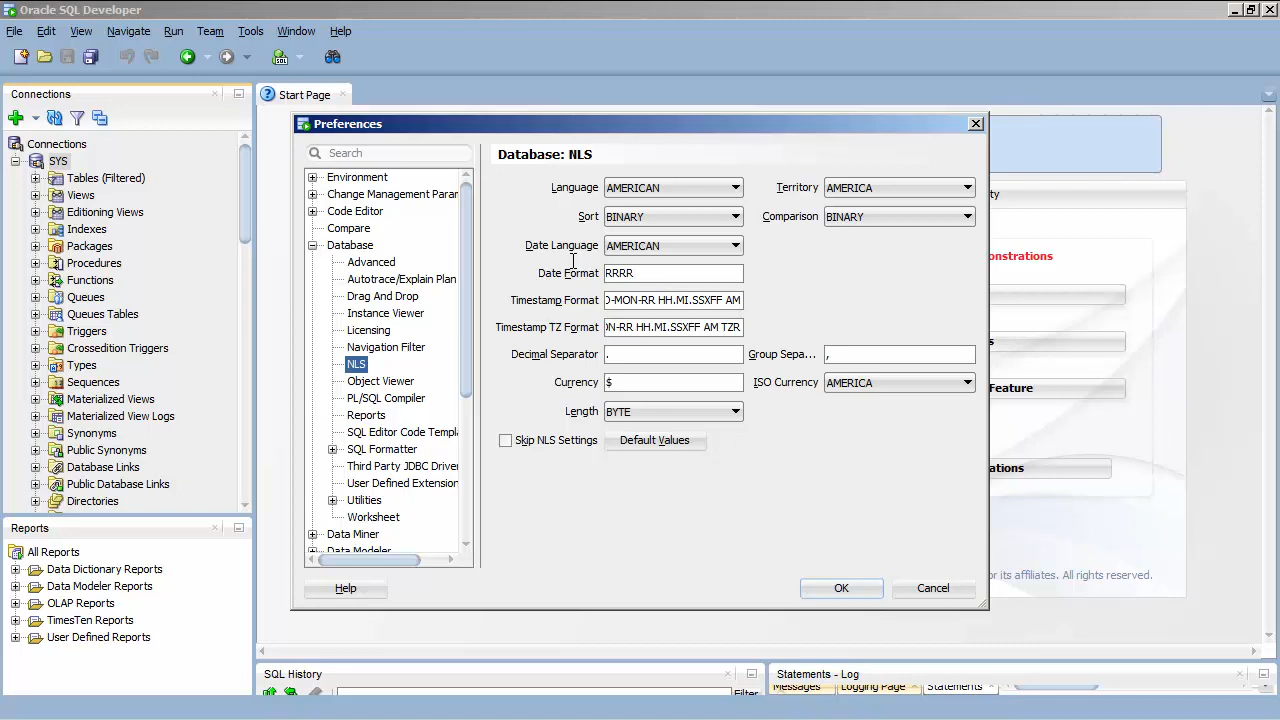 Oracle SQL Developer
File Edit View Navigate Run Team Tools Window Help
Connections
Start Page
Connections
SYS
Tables (Filtered)
Views
Editioning Views
Indexes
Packages
Procedures
Functions
Queues
Queues Tables
Triggers
Crossedition Triggers
Types
Sequences
Materialized Views
Materialized View Logs
Synonyms
Public Synonyms
Database Links
Public Database Links
Directories
Reports
All Reports
Data Dictionary Reports
Data Modeler Reports
OLAP Reports
TimesTen Reports
User Defined Reports
Preferences
Search
Environment
Change Management Parar
Code Editor
Compare
Database
Advanced
Autotrace/Explain Plan
Drag And Drop
Instance Viewer
Licensing
Navigation Filter
NLS
Object Viewer
PL/SQL Compiler
Reports
SQL Editor Code Templa
SQL Formatter
Third Party JDBC Driver
User Defined Extension
Utilities
Worksheet
Data Miner
Data Modeler
Database: NLS
Language AMERICAN Territory AMERICA
Sort BINARY Comparison BINARY
Date Language AMERICAN
Date Format RRRR
Timestamp Format D-MON-RR HH.MI.SSXFF AM
Timestamp TZ Format ON-RR HH.MI.SSXFF AM TZR
Decimal Separator . Group Sepa... ,
Currency $ ISO Currency AMERICA
Length BYTE
Skip NLS Settings Default Values
Help OK Cancel
ty
onstrations
s
Feature
ations
or its affiliates. All rights reserved.
SQL History
Filter
Statements - Log
Messages Logging Page Statements